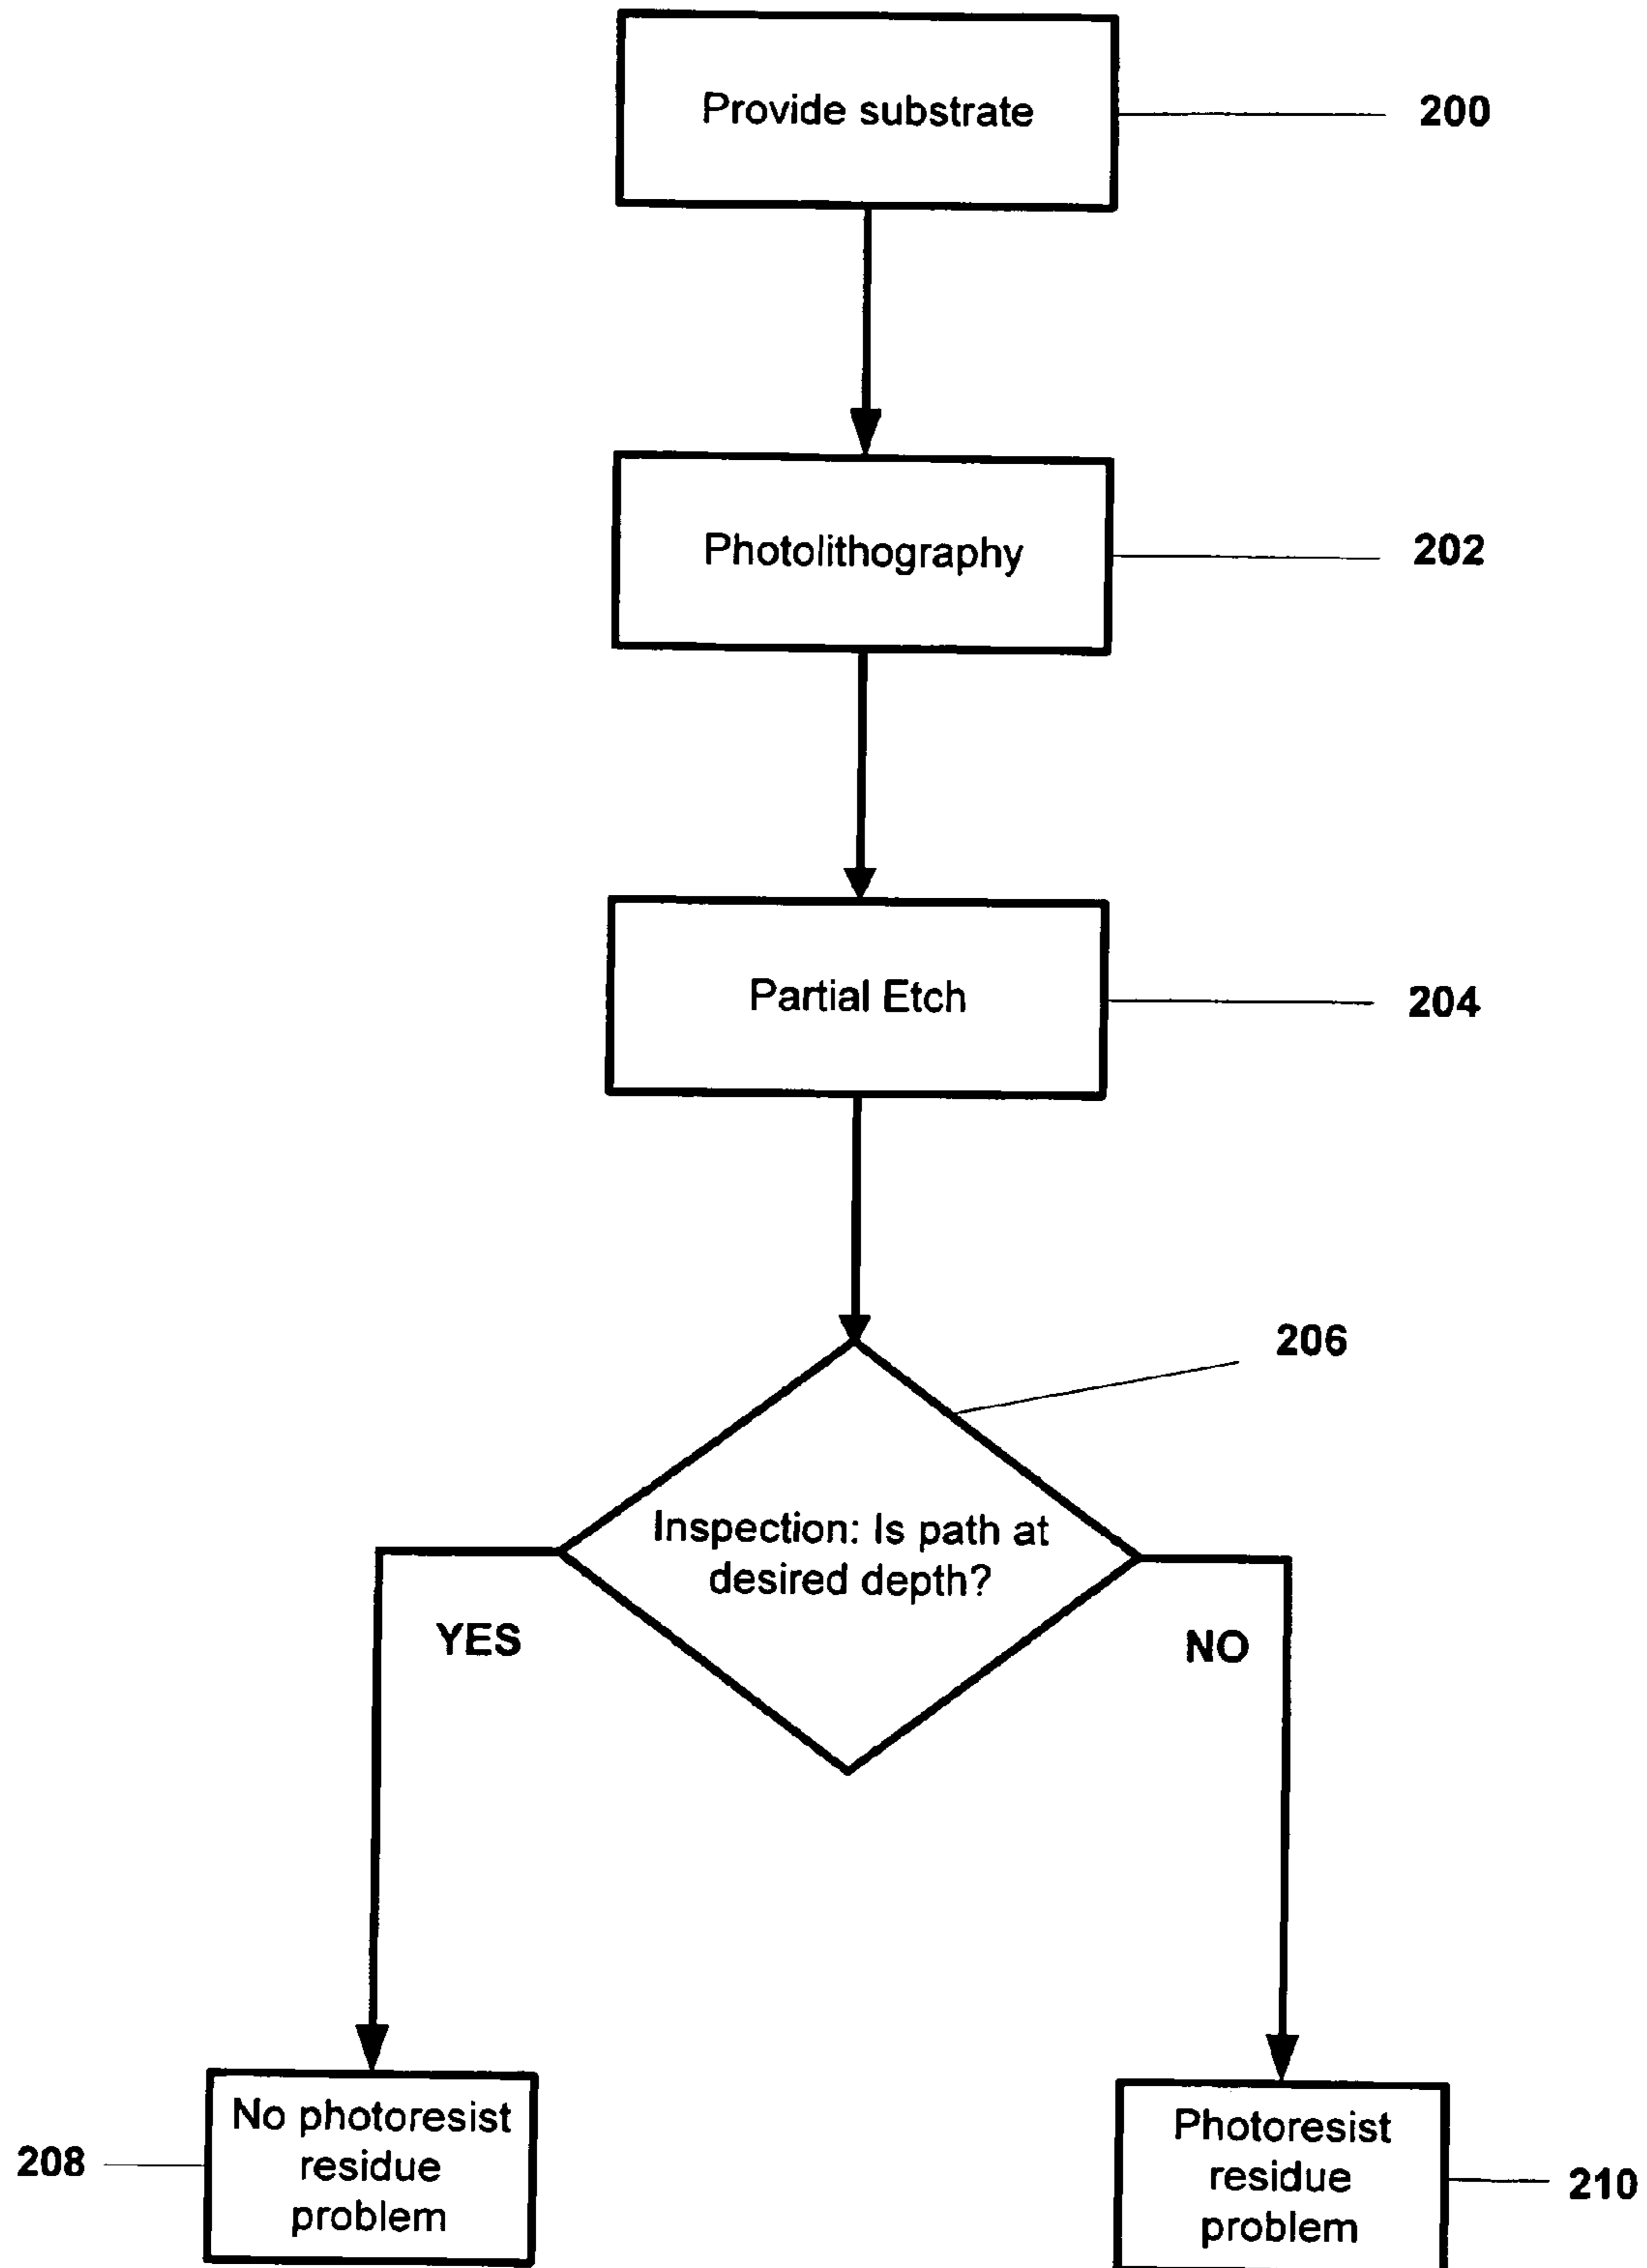 Provide substrate
200
Photolithography
202
Partial Etch
204
206
Inspection: Is path at
desired depth?
YES
NO
No photoresist
residue
problem
208
Photoresist
residue
problem
210